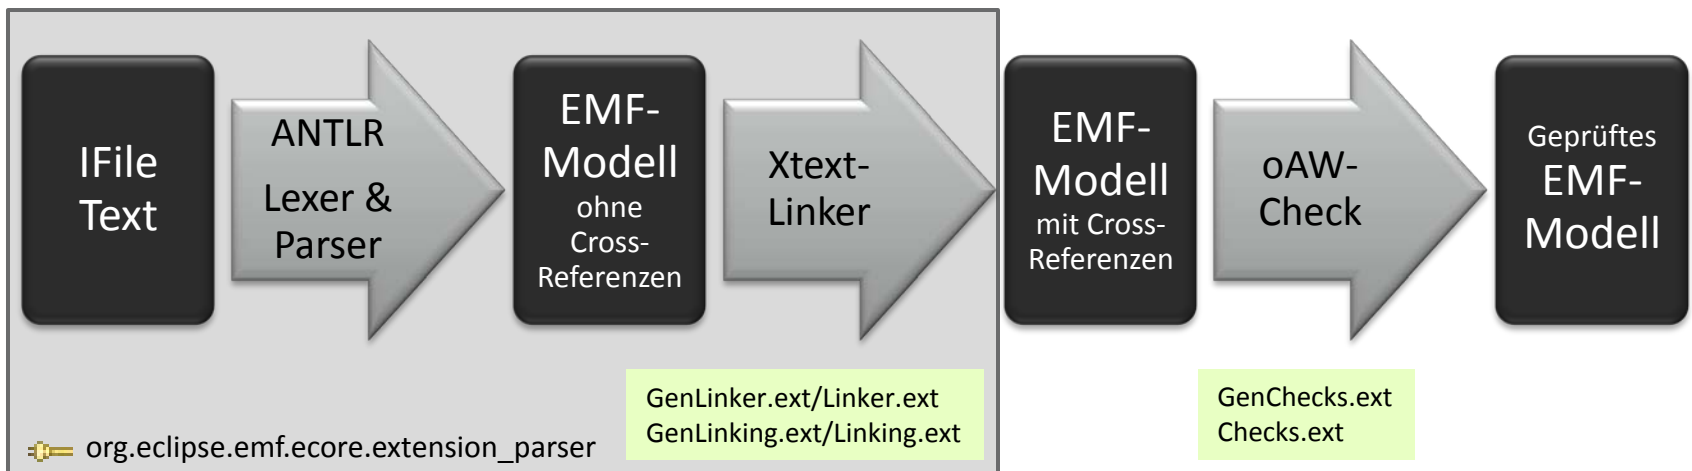 IFile
Text
ANTLR
Lexer &
Parser
EMF-
Modell
ohne
Cross-
Referenzen
Xtext-
Linker
EMF-
Modell
mit Cross-
Referenzen
oAW-
Check
Geprüftes
EMF-
Modell
GenLinker.ext/Linker.ext
GenLinking.ext/Linking.ext
GenChecks.ext
Checks.ext
org.eclipse.emf.ecore.extension_parser